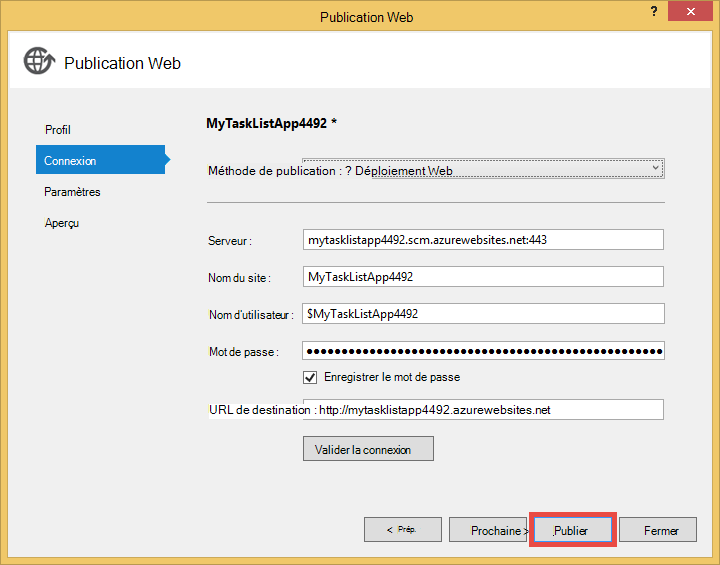 Publication Web
?
Publication Web
Profil
Connexion
Paramètres
Aperçu
MyTaskListApp4492 *
Méthode de publication : ? Déploiement Web
Serveur : mytasklistapp4492.scm.azurewebsites.net:443
Nom du site : MyTaskListApp4492
Nom d'utilisateur : $MyTaskListApp4492
Mot de passe :
Enregistrer le mot de passe
URL de destination : http://mytasklistapp4492.azurewebsites.net
Valider la connexion
< Prép. Prochaine > Publier Fermer